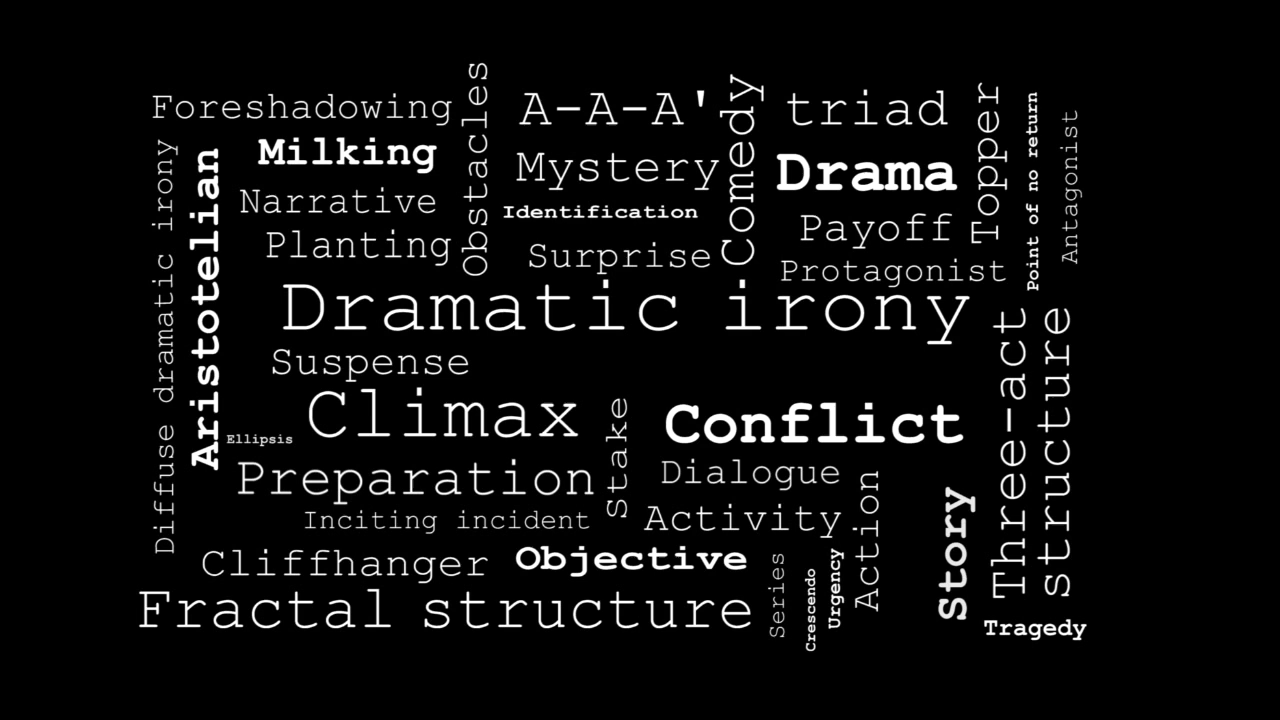 Foreshadowing
Obstacles
A-A-A' triad
Comedy
Topper
Point of no return
Antagonist
Milking
Mystery
Drama
Diffuse dramatic irony
Aristotelian
Narrative
Identification
Payoff
Planting
Surprise
Protagonist
Dramatic irony
Suspense
Climax
Stake
Conflict
Three-act
structure
Ellipsis
Preparation
Dialogue
Inciting incident
Activity
Action
Story
Cliffhanger
Objective
Series
Crescendo
Urgency
Fractal structure
Tragedy